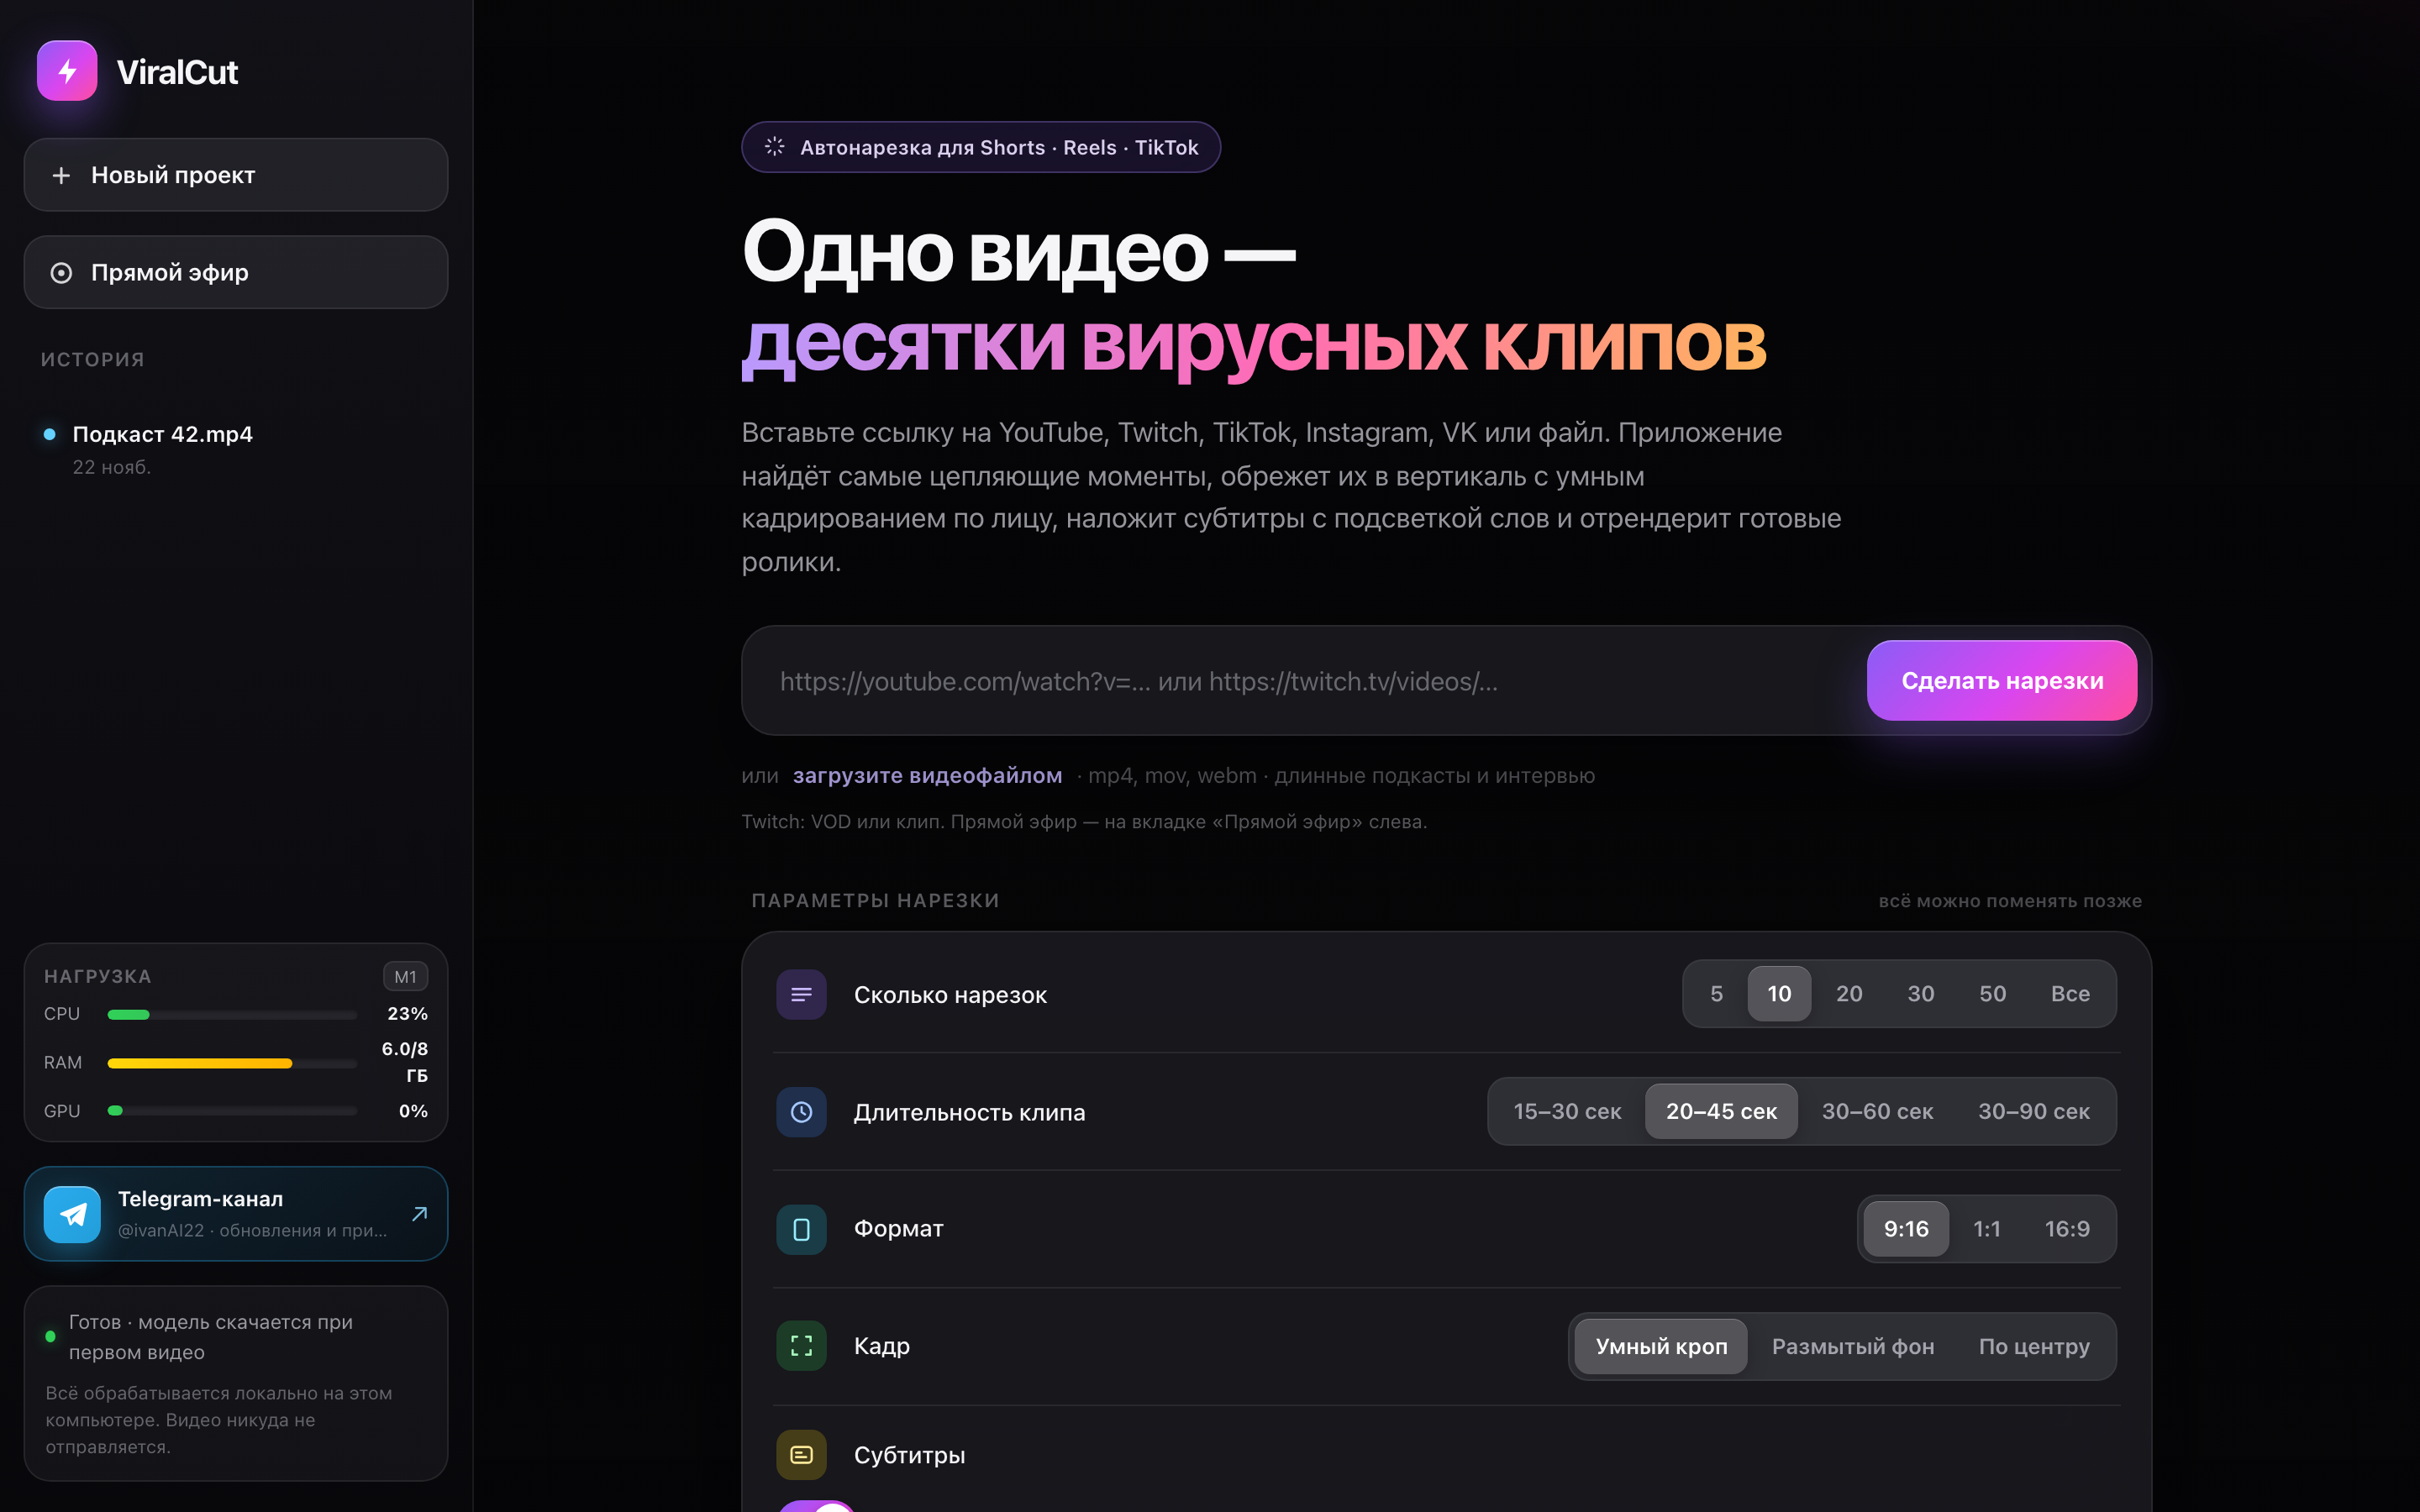 ViralCut
Новый проект
Прямой эфир
ИСТОРИЯ
Подкаст 42.mp4
22 нояб.
НАГРУЗКА
M1
CPU
23%
RAM
6.0/8
ГБ
GPU
0%
Telegram-канал
@ivanAI22 · обновления и при...
Готов · модель скачается при
первом видео
Всё обрабатывается локально на этом
компьютере. Видео никуда не
отправляется.
Автонарезка для Shorts · Reels · TikTok
Одно видео —
десятки вирусных клипов
Вставьте ссылку на YouTube, Twitch, TikTok, Instagram, VK или файл. Приложение
найдёт самые цепляющие моменты, обрежет их в вертикаль с умным
кадрированием по лицу, наложит субтитры с подсветкой слов и отрендерит готовые
ролики.
https://youtube.com/watch?v=... или https://twitch.tv/videos/...
Сделать нарезки
или загрузите видеофайлом · mp4, mov, webm · длинные подкасты и интервью
Twitch: VOD или клип. Прямой эфир — на вкладке «Прямой эфир» слева.
ПАРАМЕТРЫ НАРЕЗКИ
всё можно поменять позже
Сколько нарезок
5 10 20 30 50 Все
Длительность клипа
15–30 сек 20–45 сек 30–60 сек 30–90 сек
Формат
9:16 1:1 16:9
Кадр
Умный кроп Размытый фон По центру
Субтитры